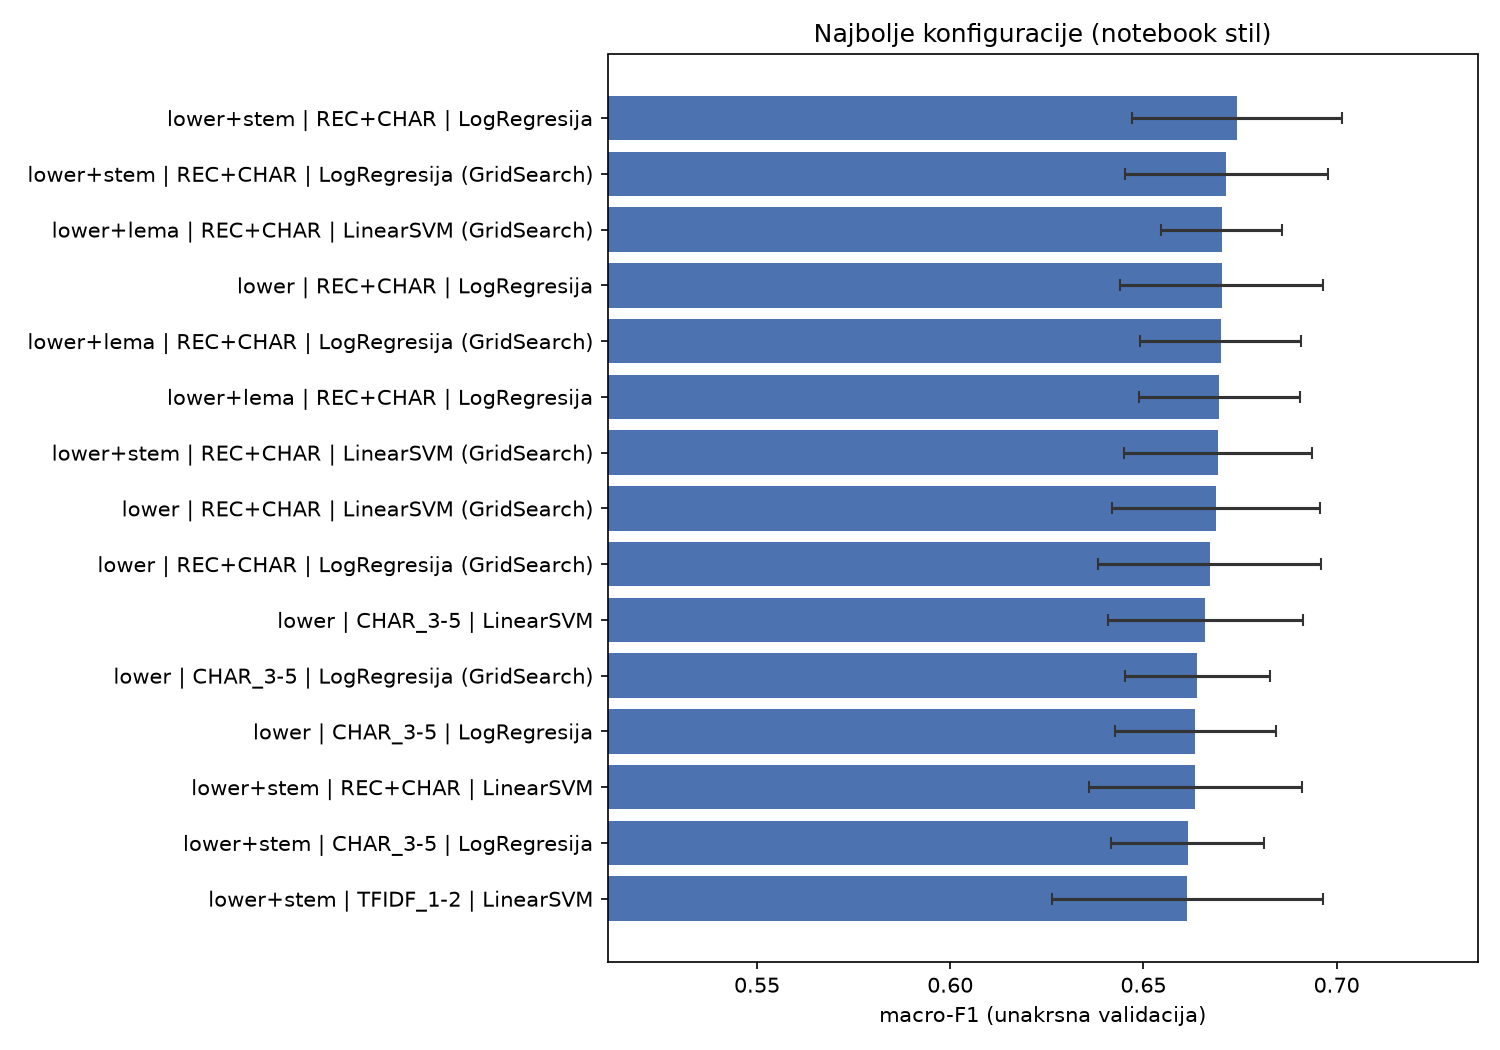 Najbolje konfiguracije (notebook stil)
lower+stem | REC+CHAR | LogRegresija
lower+stem | REC+CHAR | LogRegresija (GridSearch)
lower+lema | REC+CHAR | LinearSVM (GridSearch)
lower | REC+CHAR | LogRegresija
lower+lema | REC+CHAR | LogRegresija (GridSearch)
lower+lema | REC+CHAR | LogRegresija
lower+stem | REC+CHAR | LinearSVM (GridSearch)
lower | REC+CHAR | LinearSVM (GridSearch)
lower | REC+CHAR | LogRegresija (GridSearch)
lower | CHAR_3-5 | LinearSVM
lower | CHAR_3-5 | LogRegresija (GridSearch)
lower | CHAR_3-5 | LogRegresija
lower+stem | REC+CHAR | LinearSVM
lower+stem | CHAR_3-5 | LogRegresija
lower+stem | TFIDF_1-2 | LinearSVM
0.55 0.60 0.65 0.70
macro-F1 (unakrsna validacija)